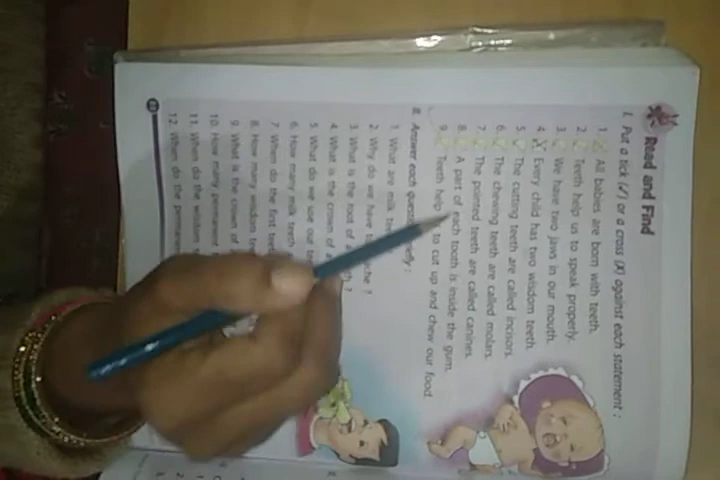 Read and Find
I. Put a tick (✓) or a cross (X) against each statement :
1. All babies are born with teeth.
2. Teeth help us to speak properly.
3. We have two jaws in our mouth.
4. Every child has two wisdom teeth.
5. The cutting teeth are called incisors.
6. The chewing teeth are called molars.
7. The pointed teeth are called canines.
8. A part of each tooth is inside the gum.
9. Teeth help to cut up and chew our food.
II. Answer each briefly :
1. What are milk
2. Why do we have ?
3. What is the root of a ?
4. What is the crown of a
5. What do we use our
6. How many milk teeth
7. When do the first
8. How many wisdom
9. What is the crown of
10. How many permanent
11. When do the wisdom
12. When do the permanent